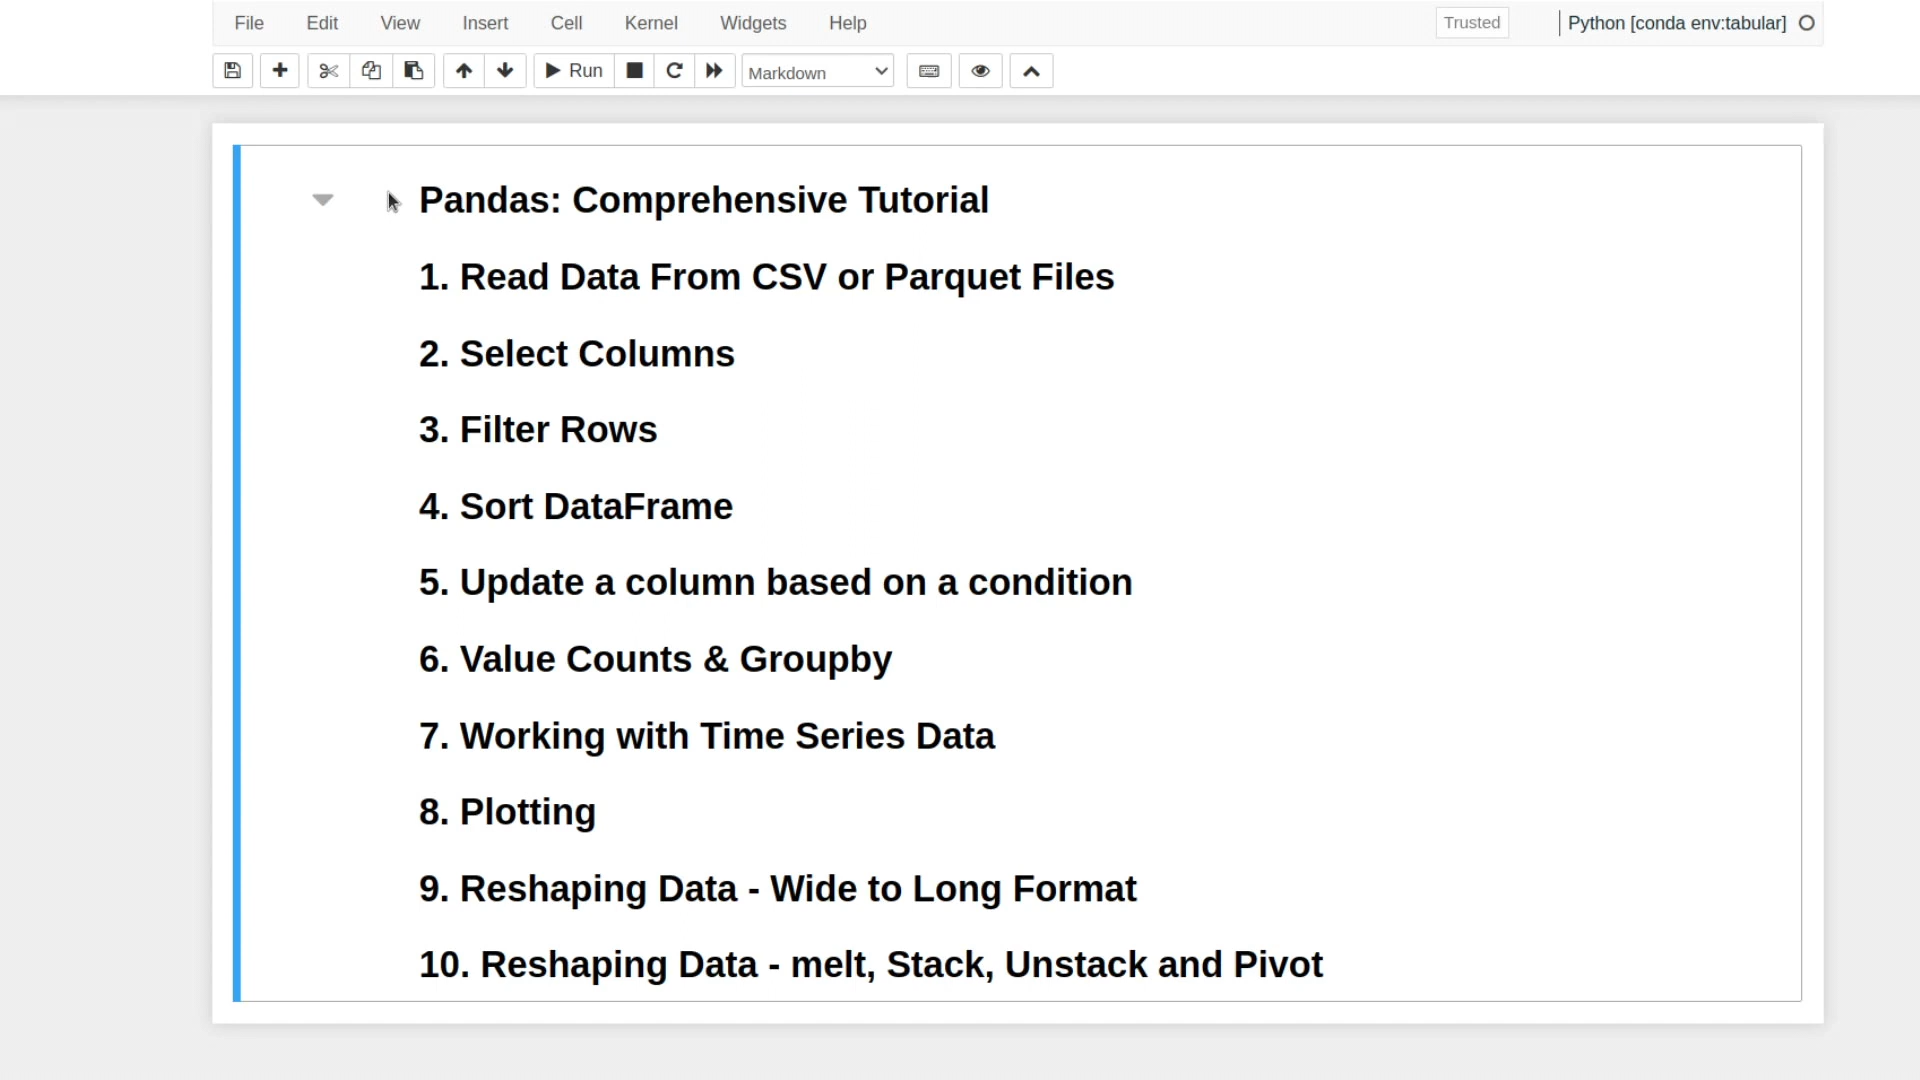 File Edit View Insert Cell Kernel Widgets Help Trusted Python [conda env:tabular]
Run Markdown
Pandas: Comprehensive Tutorial
1. Read Data From CSV or Parquet Files
2. Select Columns
3. Filter Rows
4. Sort DataFrame
5. Update a column based on a condition
6. Value Counts & Groupby
7. Working with Time Series Data
8. Plotting
9. Reshaping Data - Wide to Long Format
10. Reshaping Data - melt, Stack, Unstack and Pivot